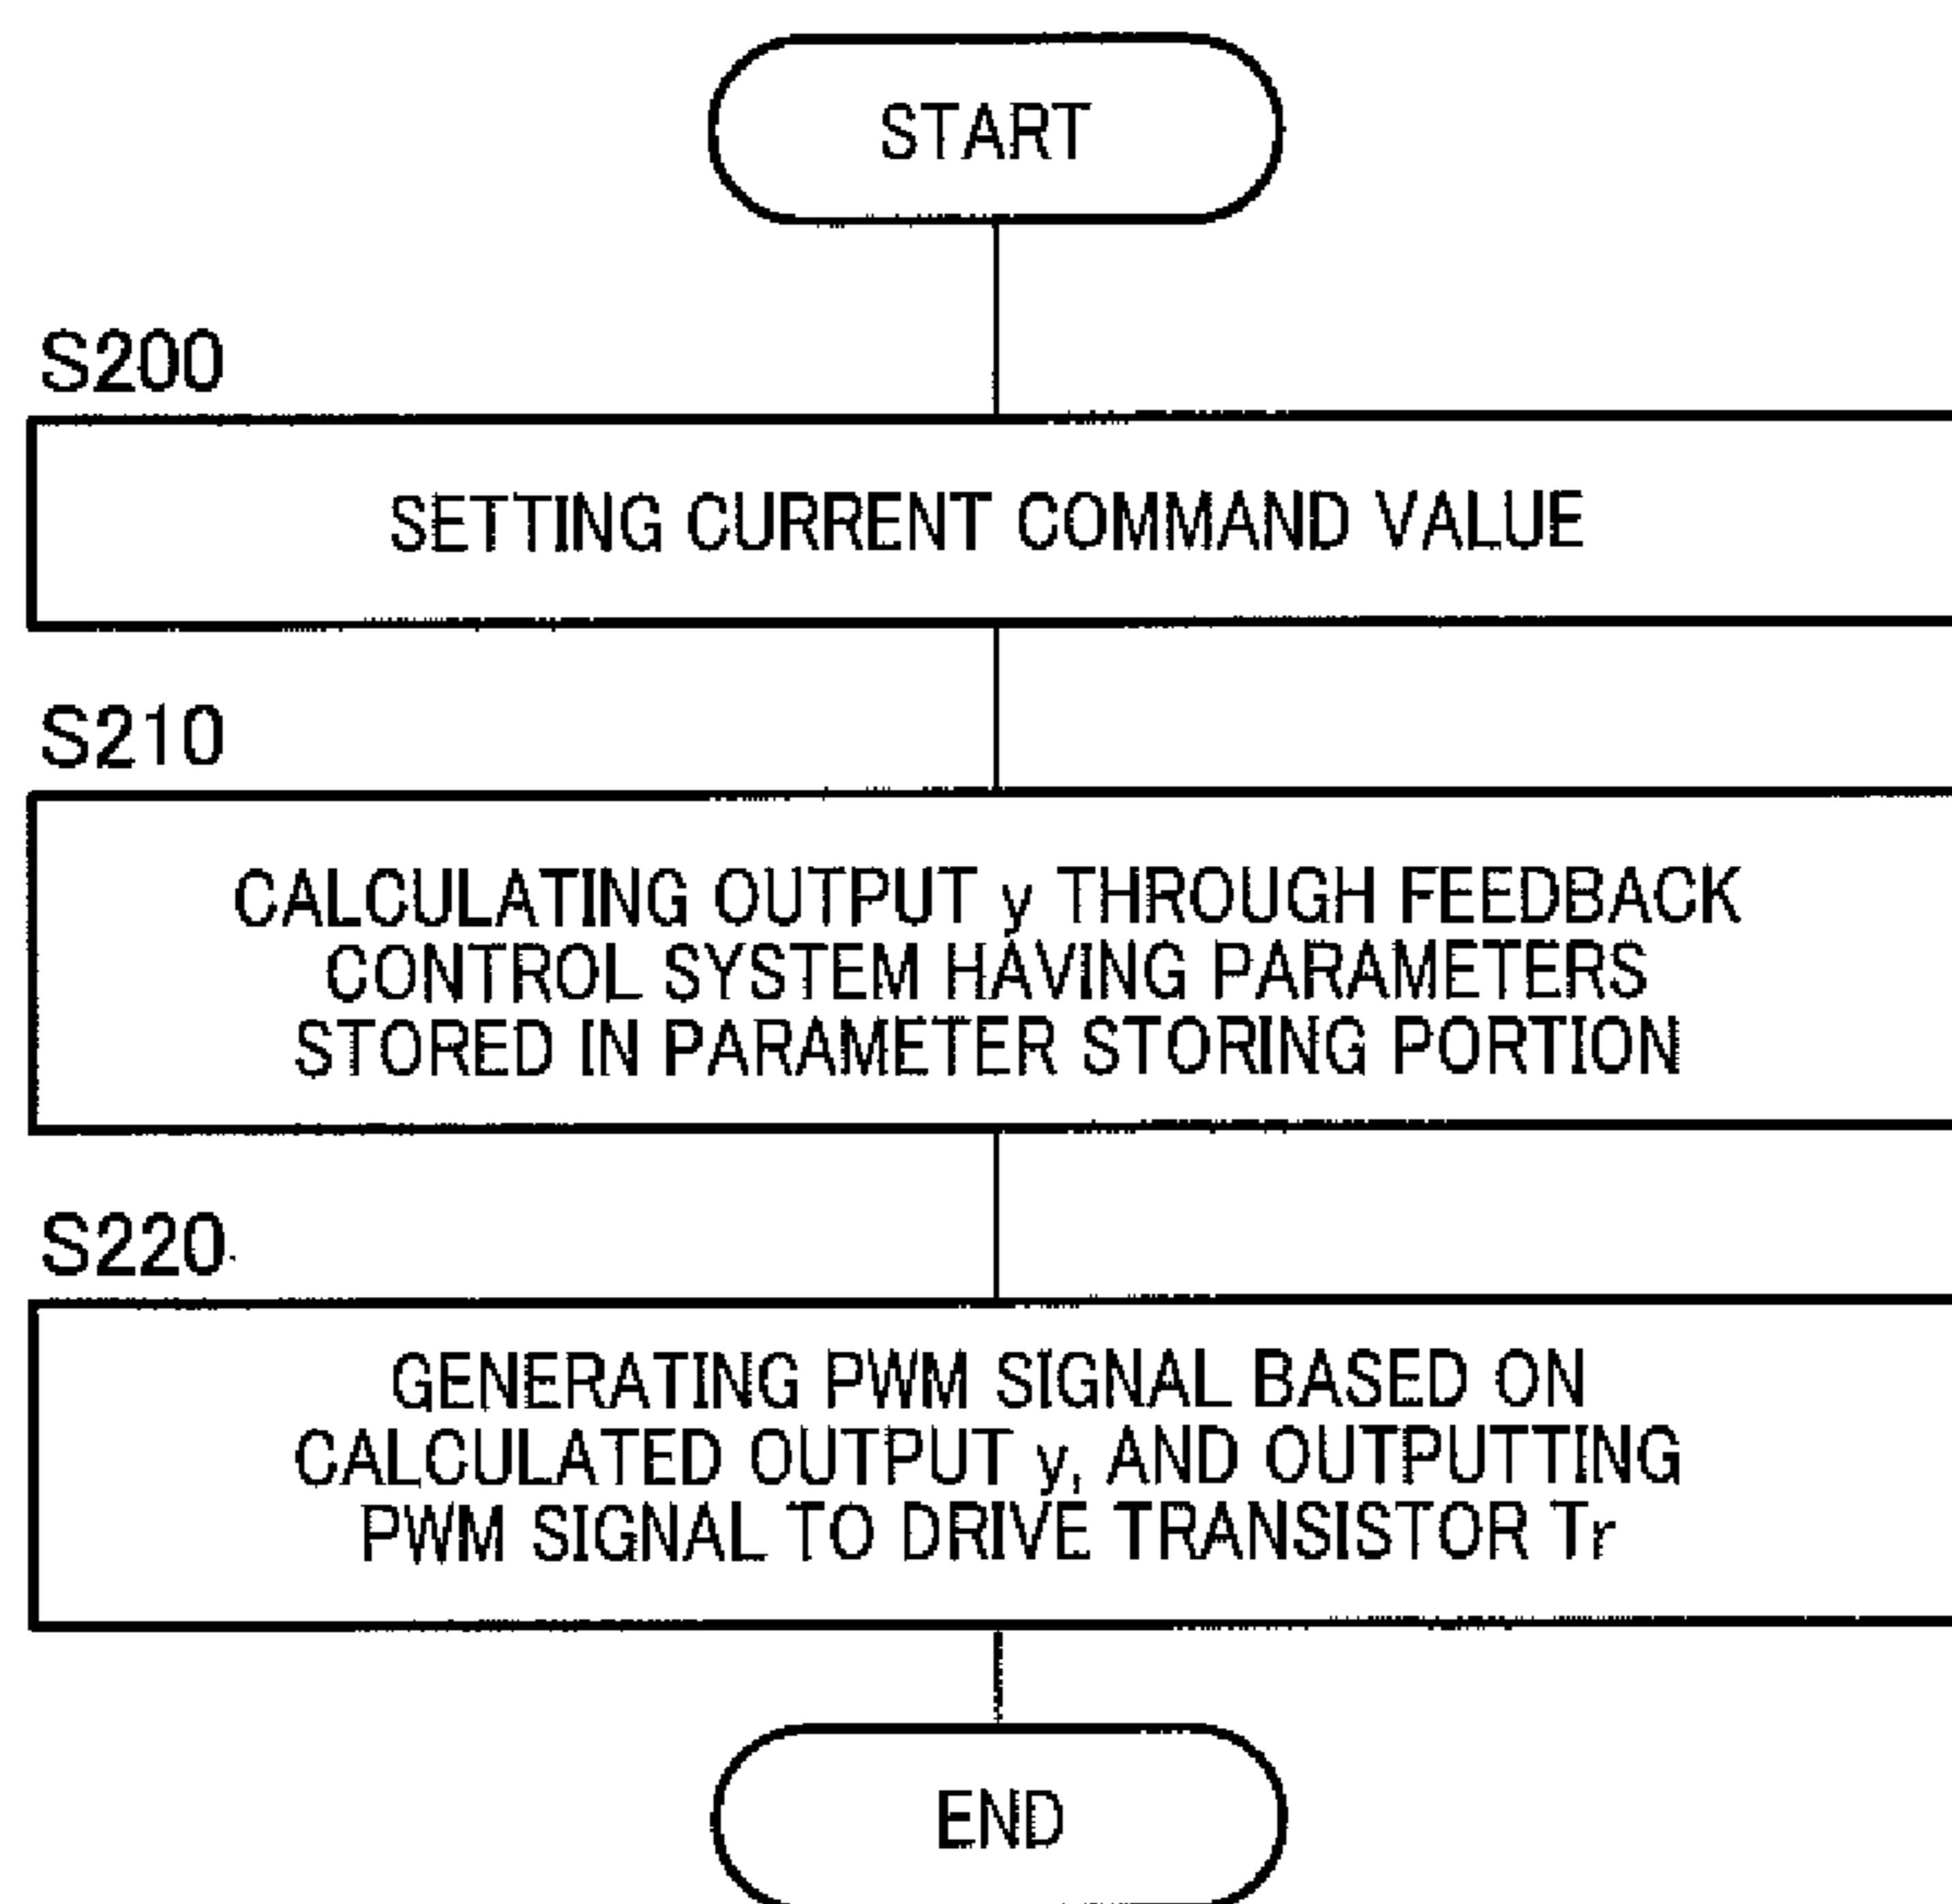 START
S200
SETTING CURRENT COMMAND VALUE
S210
CALCULATING OUTPUT y THROUGH FEEDBACK
CONTROL SYSTEM HAVING PARAMETERS
STORED IN PARAMETER STORING PORTION
S220
GENERATING PWM SIGNAL BASED ON
CALCULATED OUTPUT y, AND OUTPUTTING
PWM SIGNAL TO DRIVE TRANSISTOR Tr
END